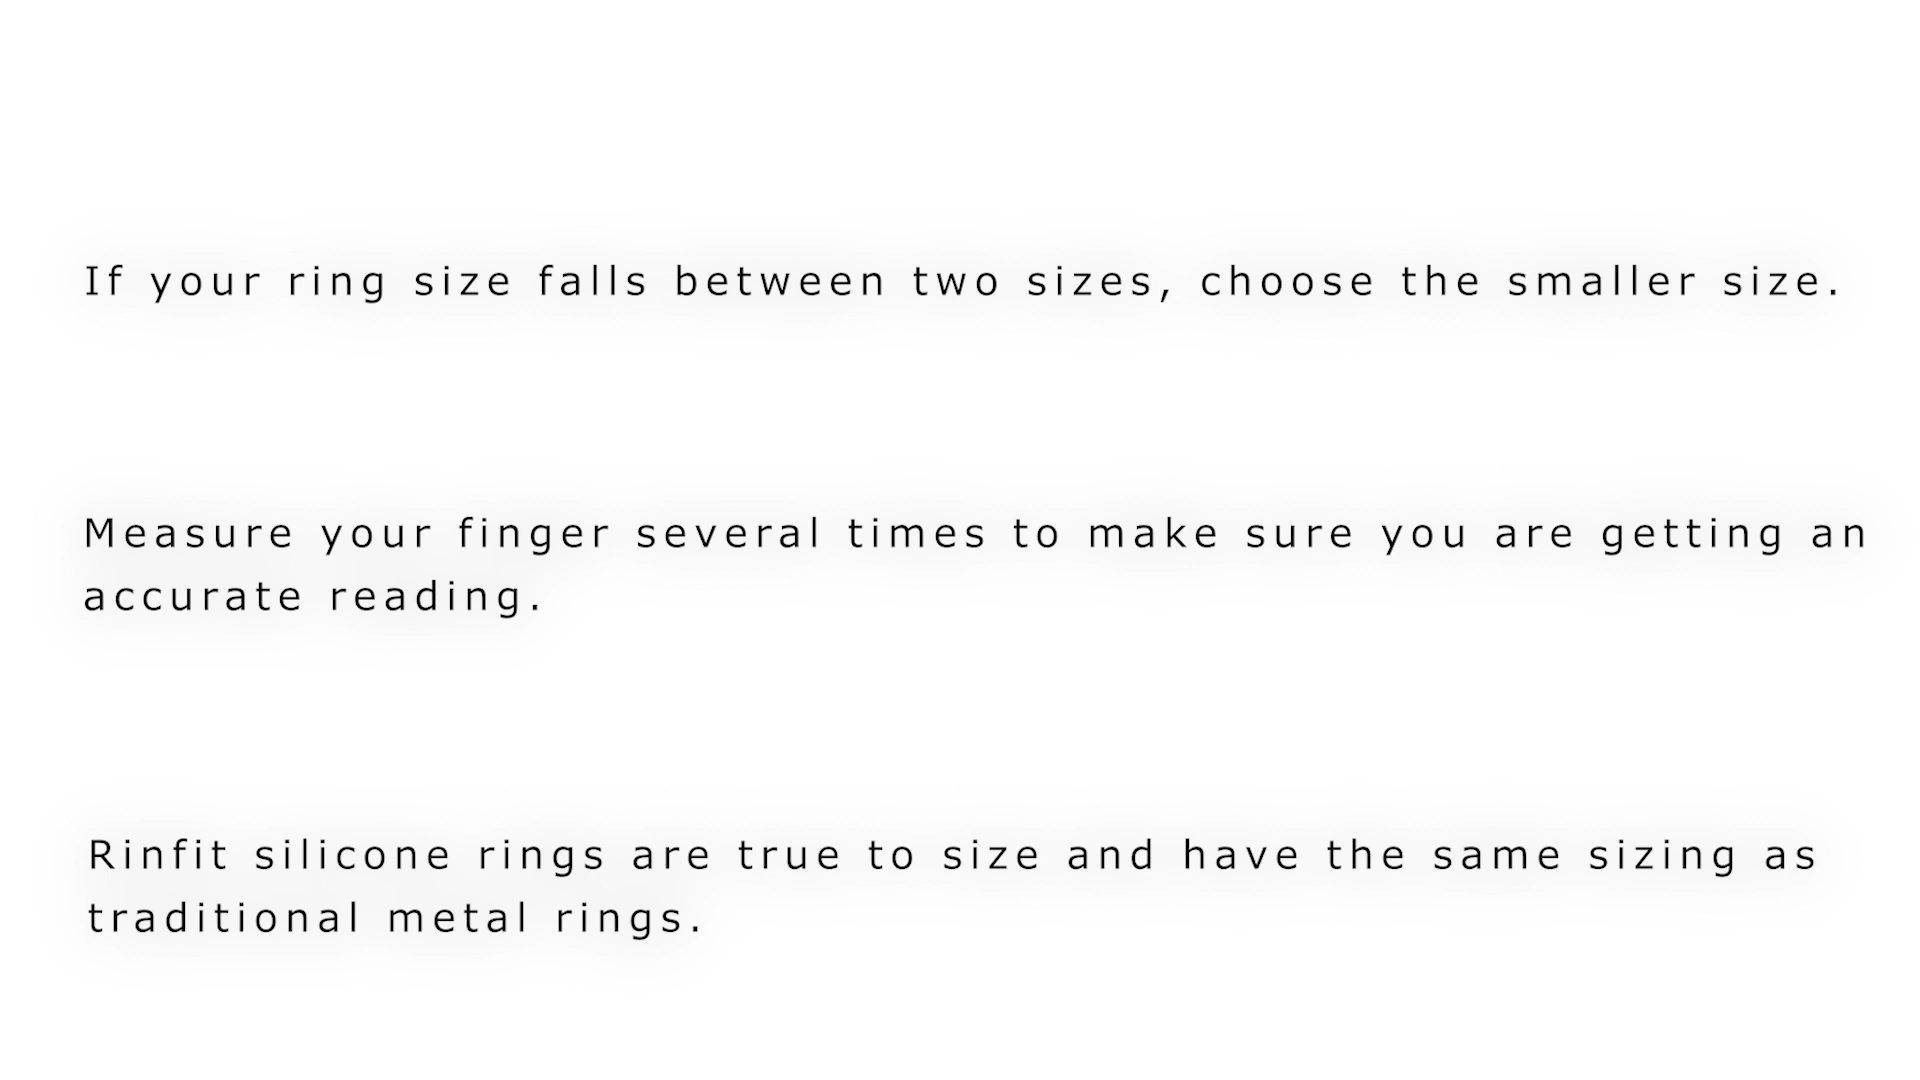 If your ring size falls between two sizes, choose the smaller size.
Measure your finger several times to make sure you are getting an
accurate reading.
Rinfit silicone rings are true to size and have the same sizing as
traditional metal rings.